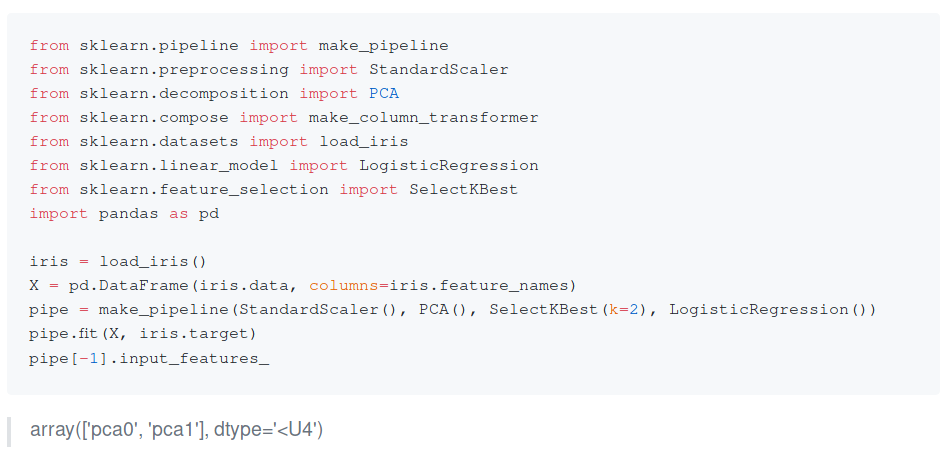 from sklearn.pipeline import make_pipeline
from sklearn.preprocessing import StandardScaler
from sklearn.decomposition import PCA
from sklearn.compose import make_column_transformer
from sklearn.datasets import load_iris
from sklearn.linear_model import LogisticRegression
from sklearn.feature_selection import SelectKBest
import pandas as pd
iris = load_iris()
X = pd.DataFrame(iris.data, columns=iris.feature_names)
pipe = make_pipeline(StandardScaler(), PCA(), SelectKBest(k=2), LogisticRegression())
pipe.fit(X, iris.target)
pipe[-1].input_features_
array(['pca0', 'pca1'], dtype='<U4')